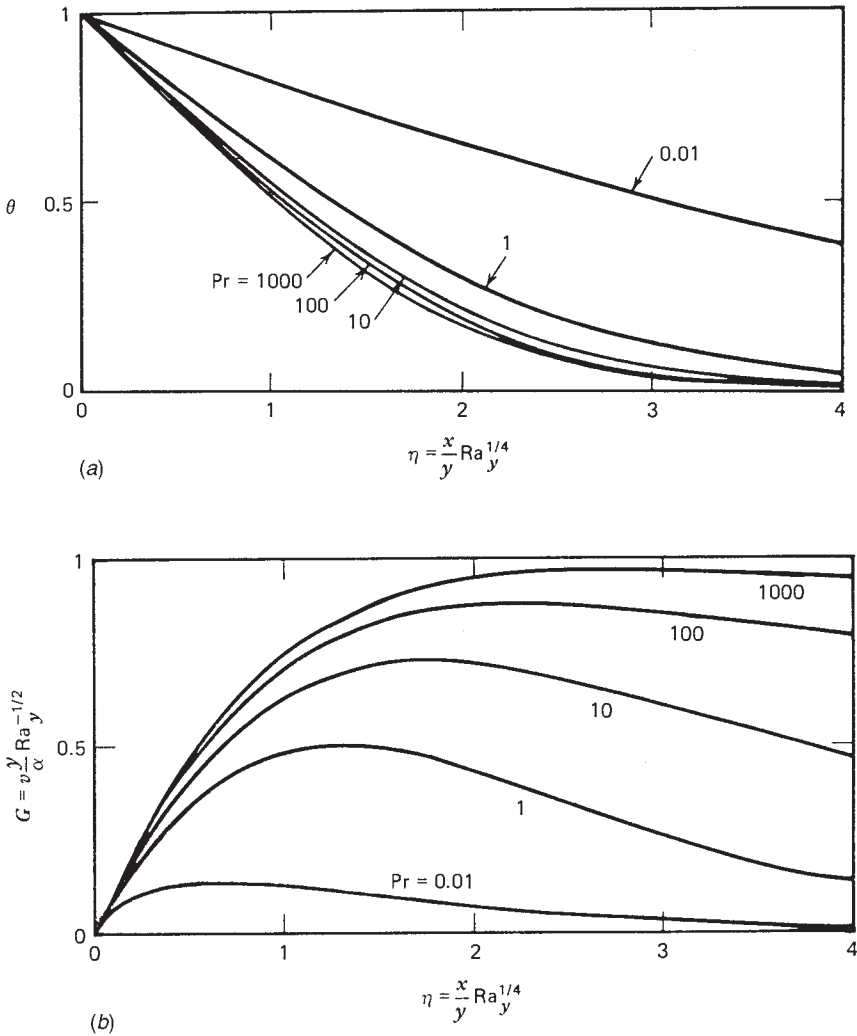 1
0.01
θ
0.5
1
Pr = 1000
100
10
0
0 1 2 3 4
η = x/y Ra_y^{1/4}
(a)
1
1000
100
10
G = v y/α Ra_y^{-1/2}
0.5
1
Pr = 0.01
0
0 1 2 3 4
η = x/y Ra_y^{1/4}
(b)